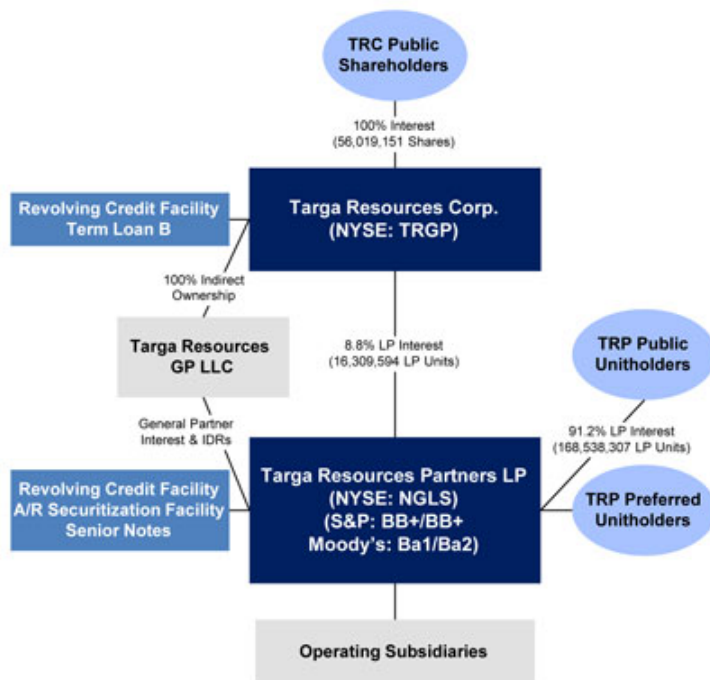 TRC Public
Shareholders
100% Interest
(56,019,151 Shares)
Revolving Credit Facility
Term Loan B
Targa Resources Corp.
(NYSE: TRGP)
100% Indirect
Ownership
Targa Resources
GP LLC
8.8% LP Interest
(16,309,594 LP Units)
TRP Public
Unitholders
General Partner
Interest & IDRs
91.2% LP Interest
(168,538,307 LP Units)
Revolving Credit Facility
A/R Securitization Facility
Senior Notes
Targa Resources Partners LP
(NYSE: NGLS)
(S&P: BB+/BB+
Moody's: Ba1/Ba2)
TRP Preferred
Unitholders
Operating Subsidiaries